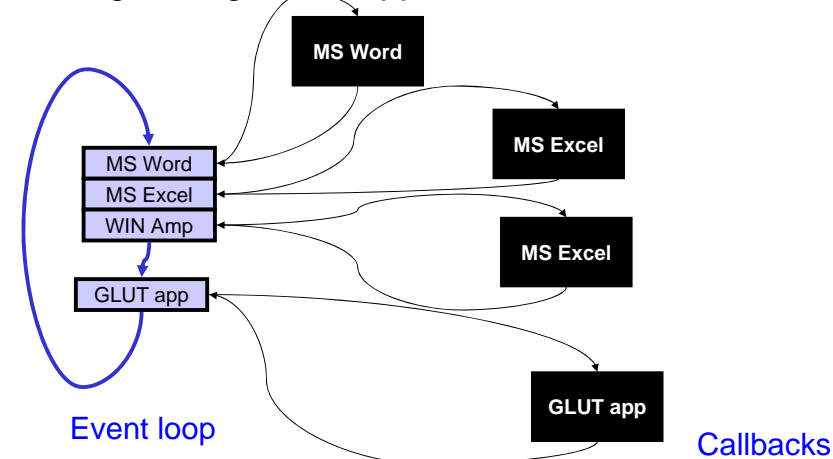 MS Word
MS Word
MS Excel
MS Excel
WIN Amp
MS Excel
GLUT app
GLUT app
Event loop
Callbacks